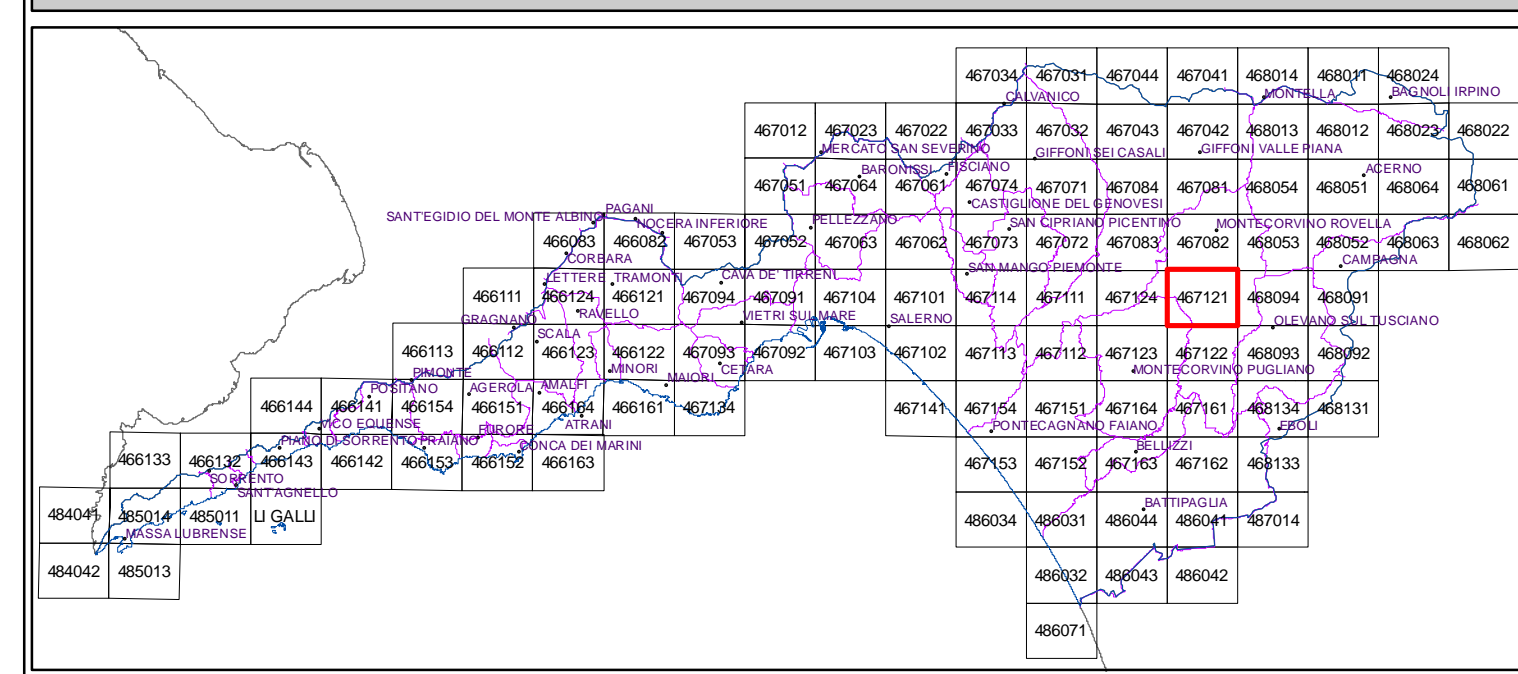 467034 467031 467044 467041 468014 468011 468024
CALVANICO MONTELLA BAGNOLI IRPINO
467012 467023 467022 467033 467032 467043 467042 468013 468012 468023 468022
MERCATO SAN SEVERINO GIFFONI SEI CASALI GIFFONI VALLE PIANA
BARONISSI FISCIANO ACERNO
467051 467064 467061 467074 467071 467084 467081 468054 468051 468064 468061
CASTIGLIONE DEL GENOVESI
SANT'EGIDIO DEL MONTE ALBINO PAGANI
NOCERA INFERIORE PELLEZZANO SAN CIPRIANO PICENTINO MONTECORVINO ROVELLA
466083 466082 467053 467052 467063 467062 467073 467072 467083 467082 468053 468052 468063 468062
CORBARA CAMPAGNA
LETTERE TRAMONTI CAVA DE' TIRRENI SAN MANGO PIEMONTE
466111 466124 466121 467094 467091 467104 467101 467114 467111 467124 467121 468094 468091
GRAGNANO RAVELLO VIETRI SUL MARE SALERNO OLEVANO SUL TUSCIANO
SCALA
466113 466112 466123 466122 467093 467092 467103 467102 467113 467112 467123 467122 468093 468092
PIMONTE MINORI CETARA MONTECORVINO PUGLIANO
POSITANO AGEROLA AMALFI MAIORI
466144 466141 466154 466151 466164 466161 467134 467141 467154 467151 467164 467161 468134 468131
VICO EQUENSE FURORE ATRANI PONTECAGNANO FAIANO EBOLI
PIANO DI SORRENTO PRAIANO CONCA DEI MARINI BELLIZZI
466133 466132 466143 466142 466153 466152 466163 467153 467152 467163 467162 468133
SORRENTO
SANT'AGNELLO BATTIPAGLIA
484041 485014 485011 LI GALLI 486034 486031 486044 486041 487014
MASSA LUBRENSE
484042 485013 486032 486043 486042
486071